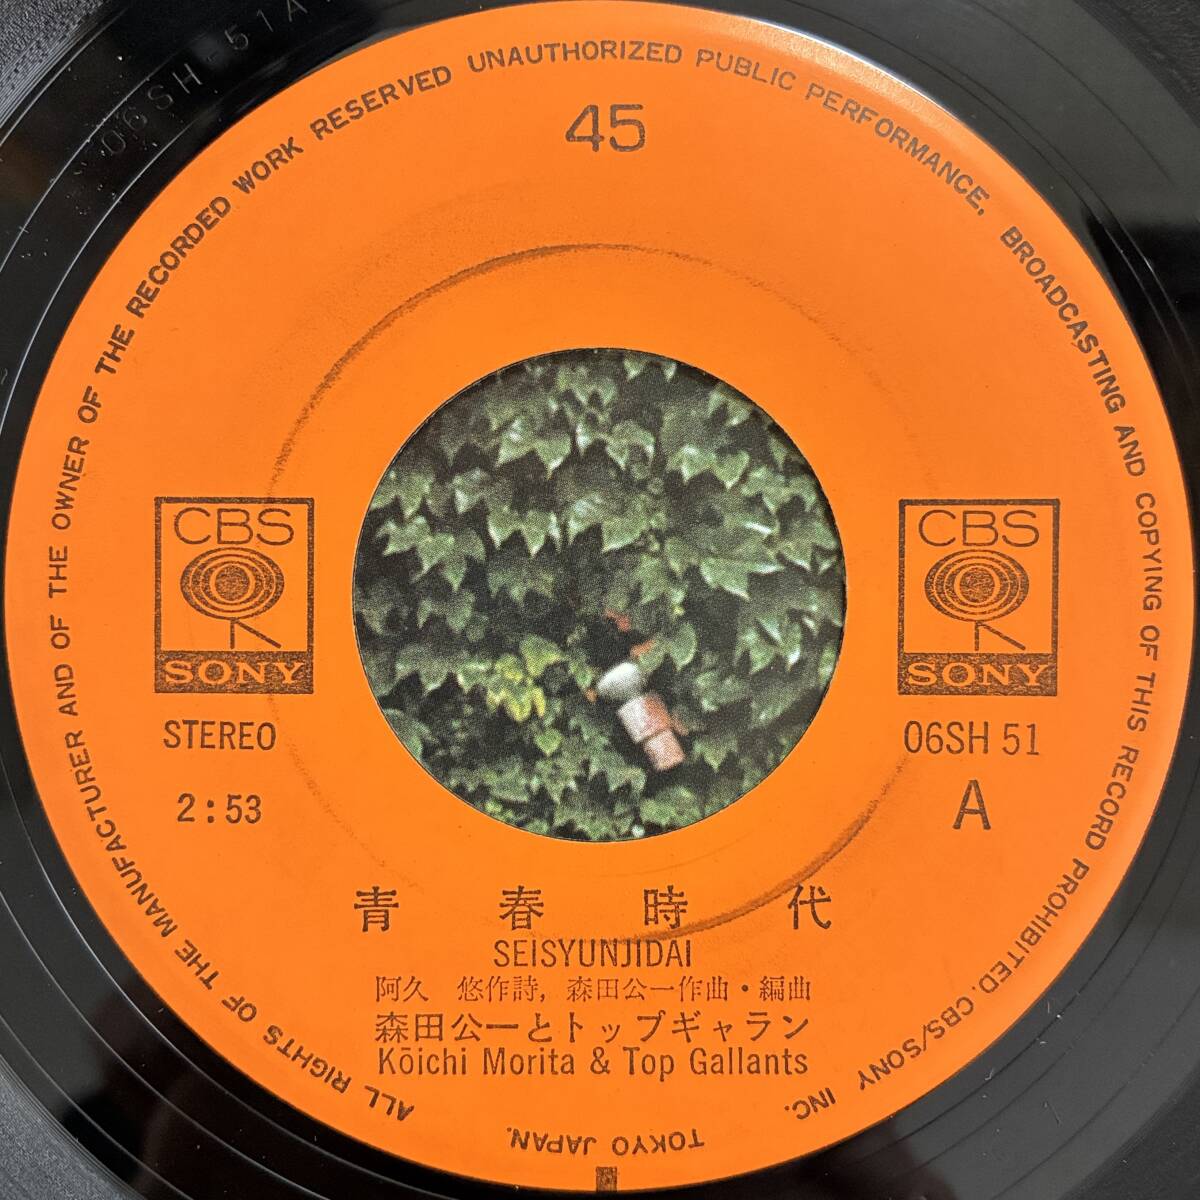 06SH-51A
ALL RIGHTS OF THE MANUFACTURER AND OF THE OWNER OF THE RECORDED WORK RESERVED UNAUTHORIZED PUBLIC PERFORMANCE, BROADCASTING AND COPYING OF THIS RECORD PROHIBITED. CBS/SONY INC.
TOKYO JAPAN.
45
CBS
SONY
CBS
SONY
STEREO
06SH 51
2:53
A
青春時代
SEISYUNJIDAI
阿久 悠作詩, 森田公一作曲・編曲
森田公一とトップギャラン
Kōichi Morita & Top Gallants